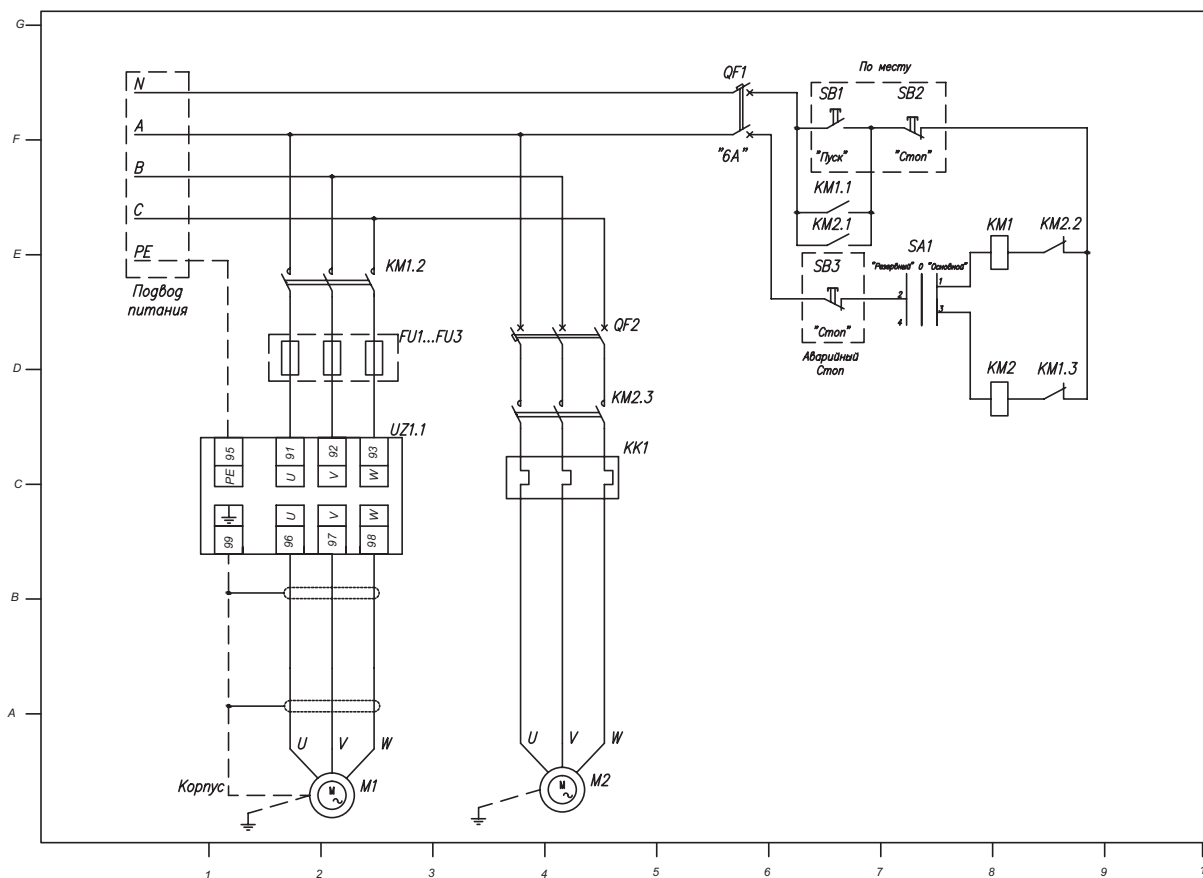 G
N
QF1
По месту
SB1
SB2
F
A
"6А"
"Пуск"
"Стоп"
B
KM1.1
C
KM2.1
E
PE
KM1.2
SB3
SA1
KM1
KM2.2
"Резервный" 0 "Основной"
1
2
3
4
Подвод
питания
"Стоп"
Аварийный
Стоп
FU1...FU3
QF2
D
KM2
KM1.3
KM2.3
UZ1.1
KK1
95
91
92
93
C
PE
U
V
W
U
V
W
99
96
97
98
B
A
U
V
W
U
V
W
Корпус
M
M1
M
M2
1
2
3
4
5
6
7
8
9